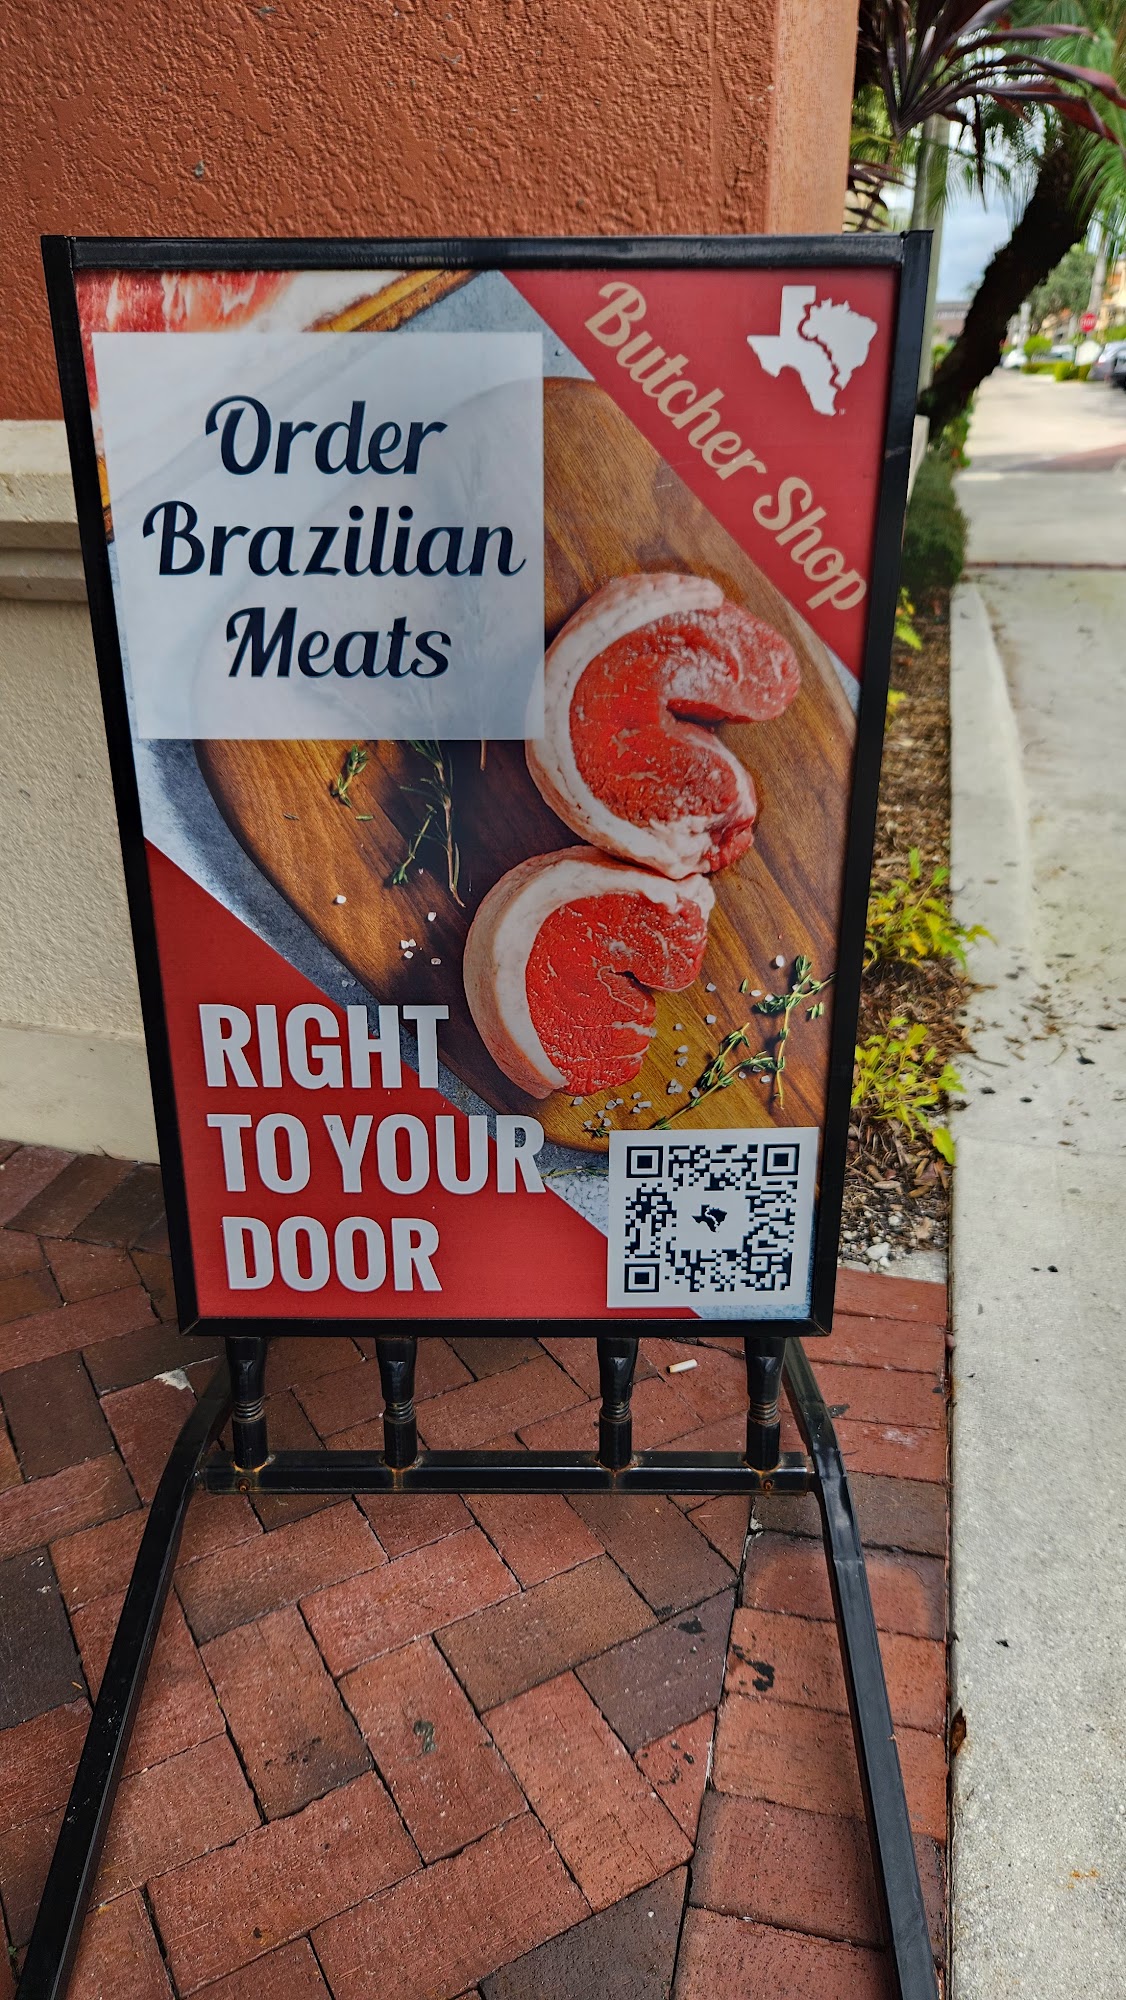 Butcher Shop
Order
Brazilian
Meats
RIGHT
TO YOUR
DOOR